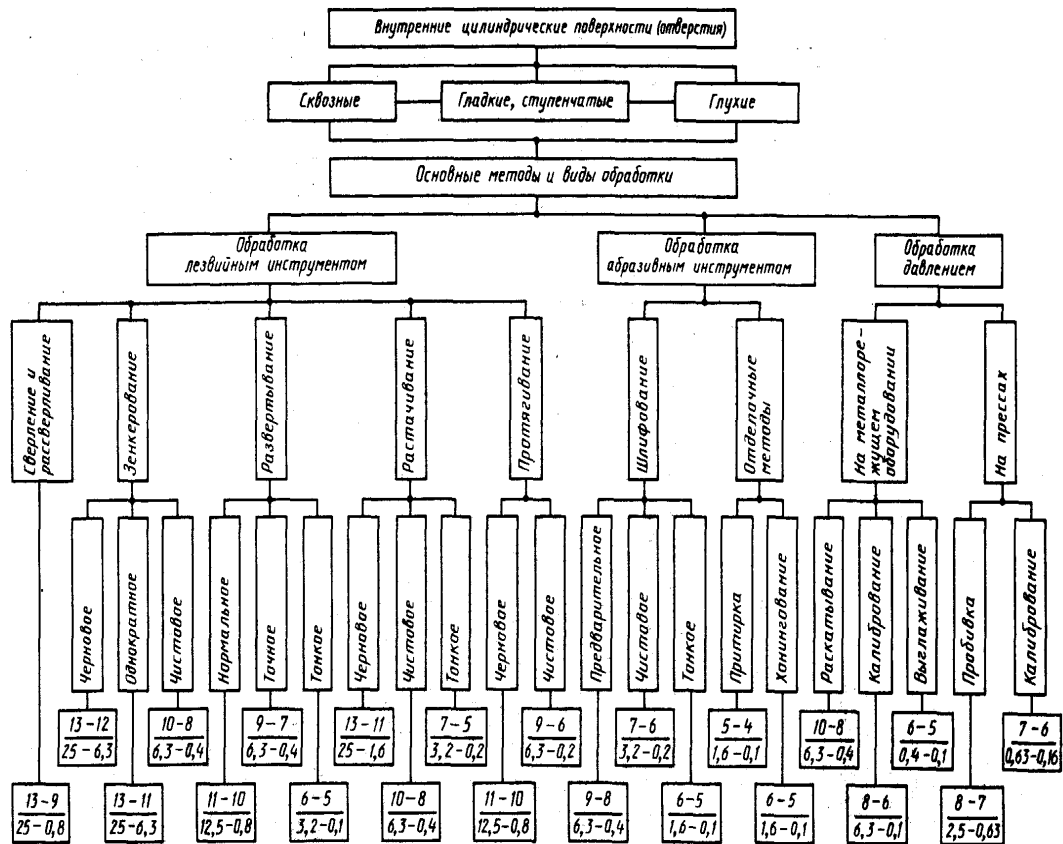 Внутренние цилиндрические поверхности (отверстия)
Сквозные
Гладкие, ступенчатые
Глухие
Основные методы и виды обработки
Обработка
лезвийным инструментом
Обработка
абразивным инструментом
Обработка
давлением
Сверление и
рассверливание
Зенкерование
Развертывание
Растачивание
Протягивание
Шлифование
Отделачные
методы
На металлоре-
жущем
оборудовании
На прессах
Черновое
Однократное
Чистовое
Нормальное
Течное
Тонкое
Черновое
Чистовое
Тонкое
Черновое
Чистовое
Предварительное
Чистовое
Тонкое
Притирка
Хонингование
Раскатывание
Калибрование
Выглаживание
Пробивка
Калибрование
13-12
25-6,3
10-8
6,3-0,4
9-7
6,3-0,4
13-11
25-1,6
7-5
3,2-0,2
9-6
6,3-0,2
7-6
3,2-0,2
5-4
1,6-0,1
10-8
6,3-0,4
6-5
0,4-0,1
7-6
0,63-0,16
13-9
25-0,8
13-11
25-6,3
11-10
12,5-0,8
6-5
3,2-0,1
10-8
6,3-0,4
11-10
12,5-0,8
9-8
6,3-0,4
6-5
1,6-0,1
6-5
1,6-0,1
8-6
6,3-0,1
8-7
2,5-0,63